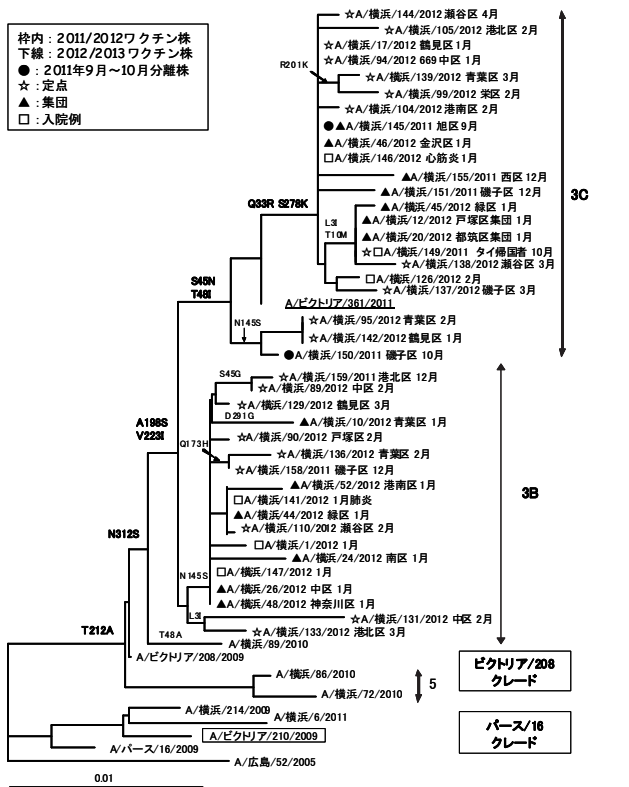 枠内：2011/2012ワクチン株
下線：2012/2013ワクチン株
●：2011年9月～10月分離株
☆：定点
▲：集団
□：入院例
☆A/横浜/144/2012 瀬谷区 4月
☆A/横浜/105/2012 港北区 2月
☆A/横浜/17/2012 鶴見区 1月
☆A/横浜/94/2012 669 中区 1月
R201K
☆A/横浜/139/2012 青葉区 3月
☆A/横浜/99/2012 栄区 2月
☆A/横浜/104/2012 港南区 2月
●▲A/横浜/145/2011 旭区 9月
▲A/横浜/46/2012 金沢区 1月
□A/横浜/146/2012 心筋炎 1月
▲A/横浜/155/2011 西区 12月
▲A/横浜/151/2011 磯子区 12月
3C
Q33R S278K
▲A/横浜/45/2012 緑区 1月
L3I
▲A/横浜/12/2012 戸塚区集団 1月
T10M
▲A/横浜/20/2012 都筑区集団 1月
☆□A/横浜/149/2011 タイ帰国者 10月
☆A/横浜/138/2012 瀬谷区 3月
□A/横浜/126/2012 2月
☆A/横浜/137/2012 磯子区 3月
S45N
T48I
A/ビクトリア/361/2011
N145S
☆A/横浜/95/2012 青葉区 2月
☆A/横浜/142/2012 鶴見区 1月
●A/横浜/150/2011 磯子区 10月
S45G
☆A/横浜/159/2011 港北区 12月
☆A/横浜/89/2012 中区 2月
☆A/横浜/129/2012 鶴見区 3月
D291G
▲A/横浜/10/2012 青葉区 1月
A198S
V223I
☆A/横浜/90/2012 戸塚区 2月
Q173H
☆A/横浜/136/2012 青葉区 2月
☆A/横浜/158/2011 磯子区 12月
▲A/横浜/52/2012 港南区 1月
3B
□A/横浜/141/2012 1月肺炎
▲A/横浜/44/2012 緑区 1月
☆A/横浜/110/2012 瀬谷区 2月
N312S
□A/横浜/1/2012 1月
▲A/横浜/24/2012 南区 1月
N145S
□A/横浜/147/2012 1月
▲A/横浜/26/2012 中区 1月
▲A/横浜/48/2012 神奈川区 1月
L3I
☆A/横浜/131/2012 中区 2月
T212A
☆A/横浜/133/2012 港北区 3月
T48A
A/横浜/89/2010
A/ビクトリア/208/2009
ビクトリア/208
クレード
A/横浜/86/2010
5
A/横浜/72/2010
A/横浜/214/2009
A/横浜/6/2011
パース/16
クレード
A/ビクトリア/210/2009
A/パース/16/2009
A/広島/52/2005
0.01